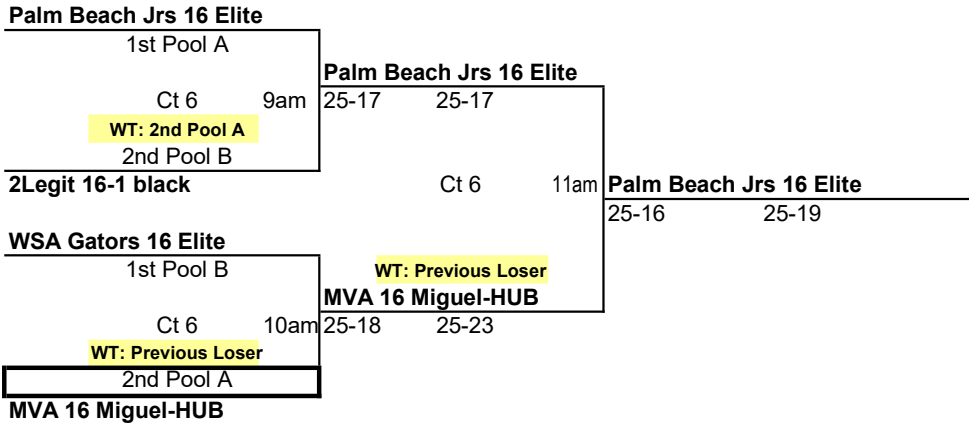 Palm Beach Jrs 16 Elite
1st Pool A
Palm Beach Jrs 16 Elite
Ct 6 9am 25-17 25-17
WT: 2nd Pool A
2nd Pool B
2Legit 16-1 black Ct 6 11am Palm Beach Jrs 16 Elite
25-16 25-19
WSA Gators 16 Elite
1st Pool B WT: Previous Loser
MVA 16 Miguel-HUB
Ct 6 10am 25-18 25-23
WT: Previous Loser
2nd Pool A
MVA 16 Miguel-HUB